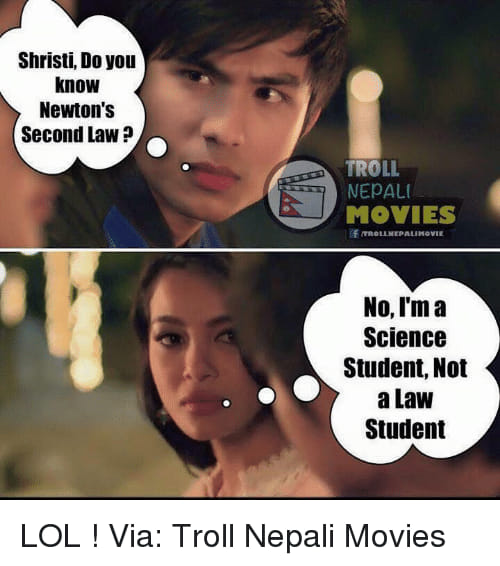 Shristi, Do you
know
Newton's
Second Law?
TROLL
NEPALI
MOVIES
f /TROLLNEPALIMOVIE
No, I'm a
Science
Student, Not
a Law
Student
LOL ! Via: Troll Nepali Movies